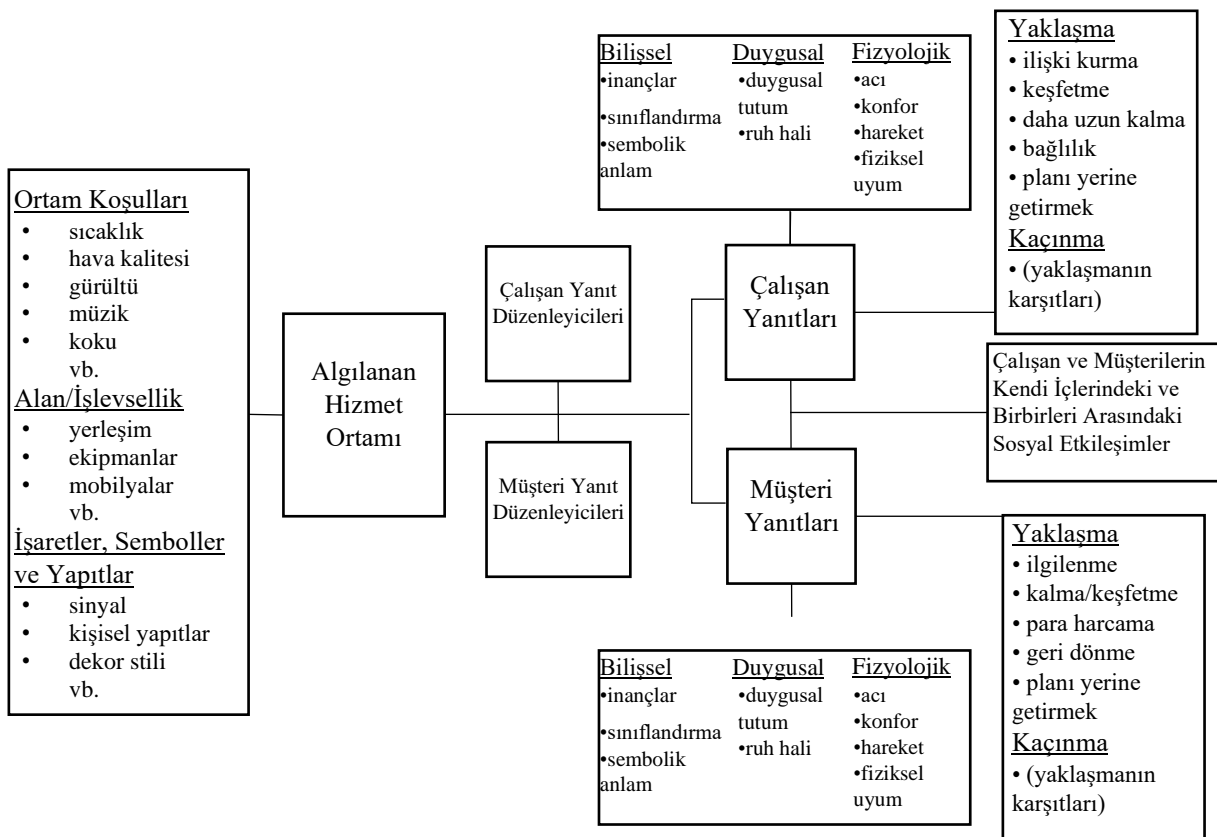 Ortam Koşulları
• sıcaklık
• hava kalitesi
• gürültü
• müzik
• koku
vb.
Alan/İşlevsellik
• yerleşim
• ekipmanlar
• mobilyalar
vb.
İşaretler, Semboller
ve Yapıtlar
• sinyal
• kişisel yapıtlar
• dekor stili
vb.
Algılanan
Hizmet
Ortamı
Çalışan Yanıt
Düzenleyicileri
Müşteri Yanıt
Düzenleyicileri
Bilişsel
•inançlar
•sınıflandırma
•sembolik
anlam
Duygusal
•duygusal
tutum
•ruh hali
Fizyolojik
•acı
•konfor
•hareket
•fiziksel
uyum
Çalışan
Yanıtları
Müşteri
Yanıtları
Bilişsel
•inançlar
•sınıflandırma
•sembolik
anlam
Duygusal
•duygusal
tutum
•ruh hali
Fizyolojik
•acı
•konfor
•hareket
•fiziksel
uyum
Yaklaşma
• ilişki kurma
• keşfetme
• daha uzun kalma
• bağlılık
• planı yerine
getirmek
Kaçınma
• (yaklaşmanın
karşıtları)
Çalışan ve Müşterilerin
Kendi İçlerindeki ve
Birbirleri Arasındaki
Sosyal Etkileşimler
Yaklaşma
• ilgilenme
• kalma/keşfetme
• para harcama
• geri dönme
• planı yerine
getirmek
Kaçınma
• (yaklaşmanın
karşıtları)